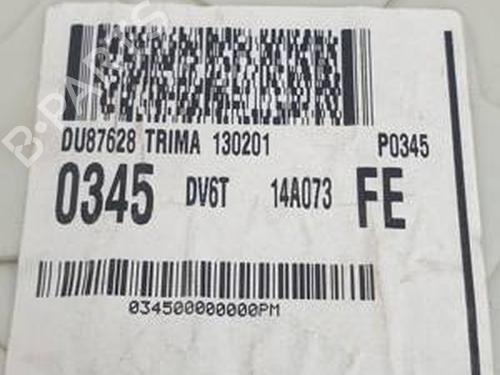 DU87628 TRIMA 130201 P0345
0345 DV6T 14A073 FE
034500000000PM
B-PARTS